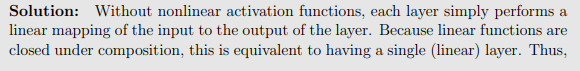 Solution: Without nonlinear activation functions, each layer simply performs a
linear mapping of the input to the output of the layer. Because linear functions are
closed under composition, this is equivalent to having a single (linear) layer. Thus,